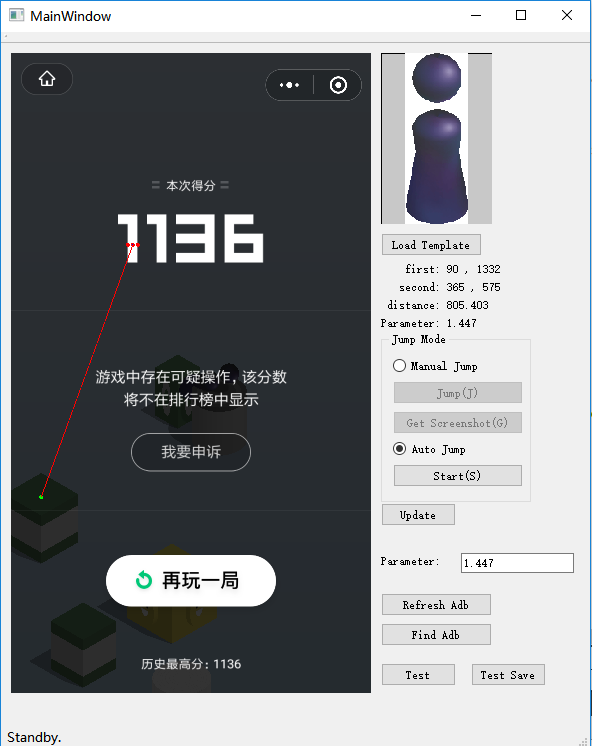 MainWindow
本次得分
1136
游戏中存在可疑操作，该分数
将不在排行榜中显示
我要申诉
再玩一局
历史最高分：1136
Load Template
first: 90 , 1332
second: 365 , 575
distance: 805.403
Parameter: 1.447
Jump Mode
Manual Jump
Jump(J)
Get Screenshot(G)
Auto Jump
Start(S)
Update
Parameter: 1.447
Refresh Adb
Find Adb
Test Test Save
Standby.